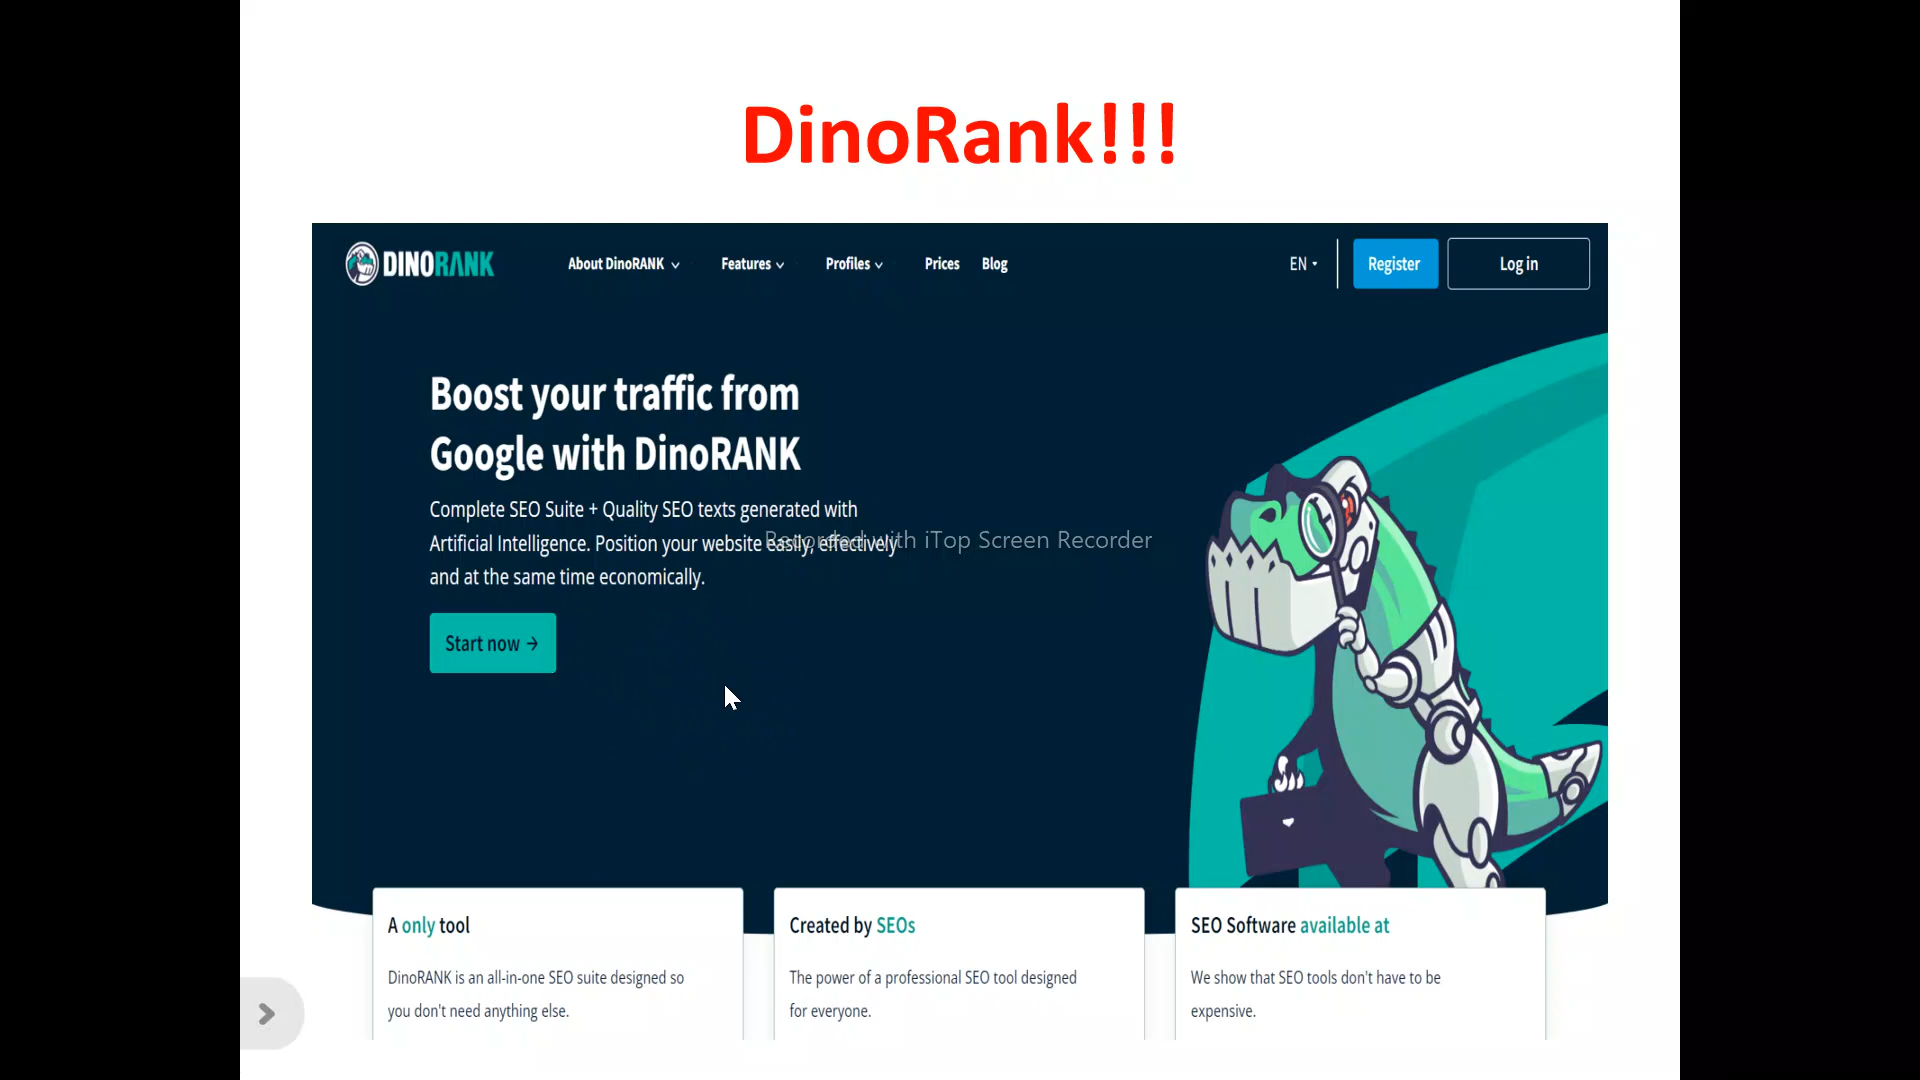 DinoRank!!!
DINORANK
About DinoRANK
Features
Profiles
Prices
Blog
EN
Register
Log in
Boost your traffic from
Google with DinoRANK
Complete SEO Suite + Quality SEO texts generated with
Artificial Intelligence. Position your website easily, effectively
and at the same time economically.
Recorded with iTop Screen Recorder
Start now →
A only tool
DinoRANK is an all-in-one SEO suite designed so
you don't need anything else.
Created by SEOs
The power of a professional SEO tool designed
for everyone.
SEO Software available at
We show that SEO tools don't have to be
expensive.